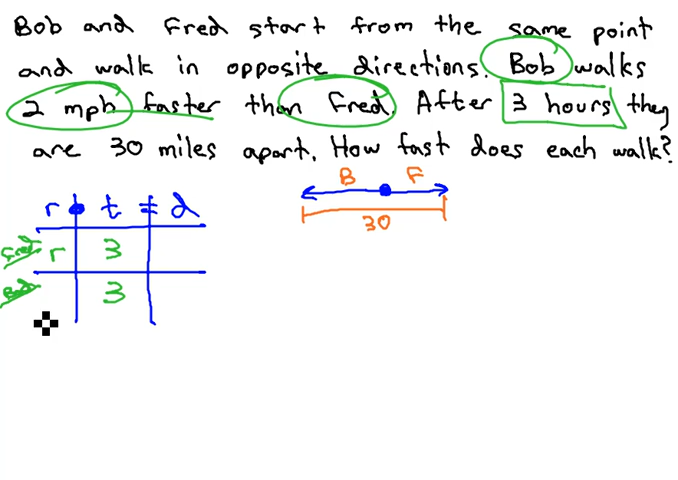 Bob and Fred start from the same point
and walk in opposite directions. Bob walks
2 mph faster than Fred. After 3 hours they
are 30 miles apart. How fast does each walk?
B F
30
r • t = d
Fred r 3
Bob 3